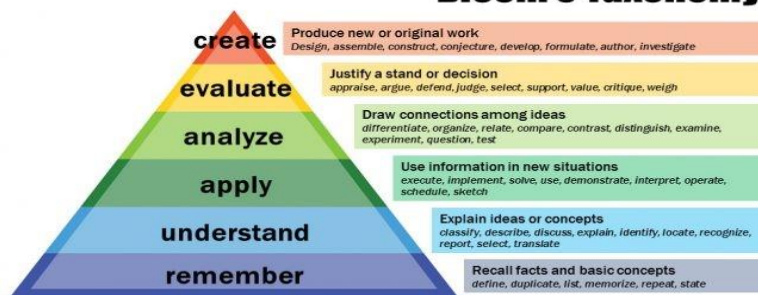 Bloom's Taxonomy
create
Produce new or original work
Design, assemble, construct, conjecture, develop, formulate, author, investigate
evaluate
Justify a stand or decision
appraise, argue, defend, judge, select, support, value, critique, weigh
analyze
Draw connections among ideas
differentiate, organize, relate, compare, contrast, distinguish, examine,
experiment, question, test
apply
Use information in new situations
execute, implement, solve, use, demonstrate, interpret, operate,
schedule, sketch
understand
Explain ideas or concepts
classify, describe, discuss, explain, identify, locate, recognize,
report, select, translate
remember
Recall facts and basic concepts
define, duplicate, list, memorize, repeat, state